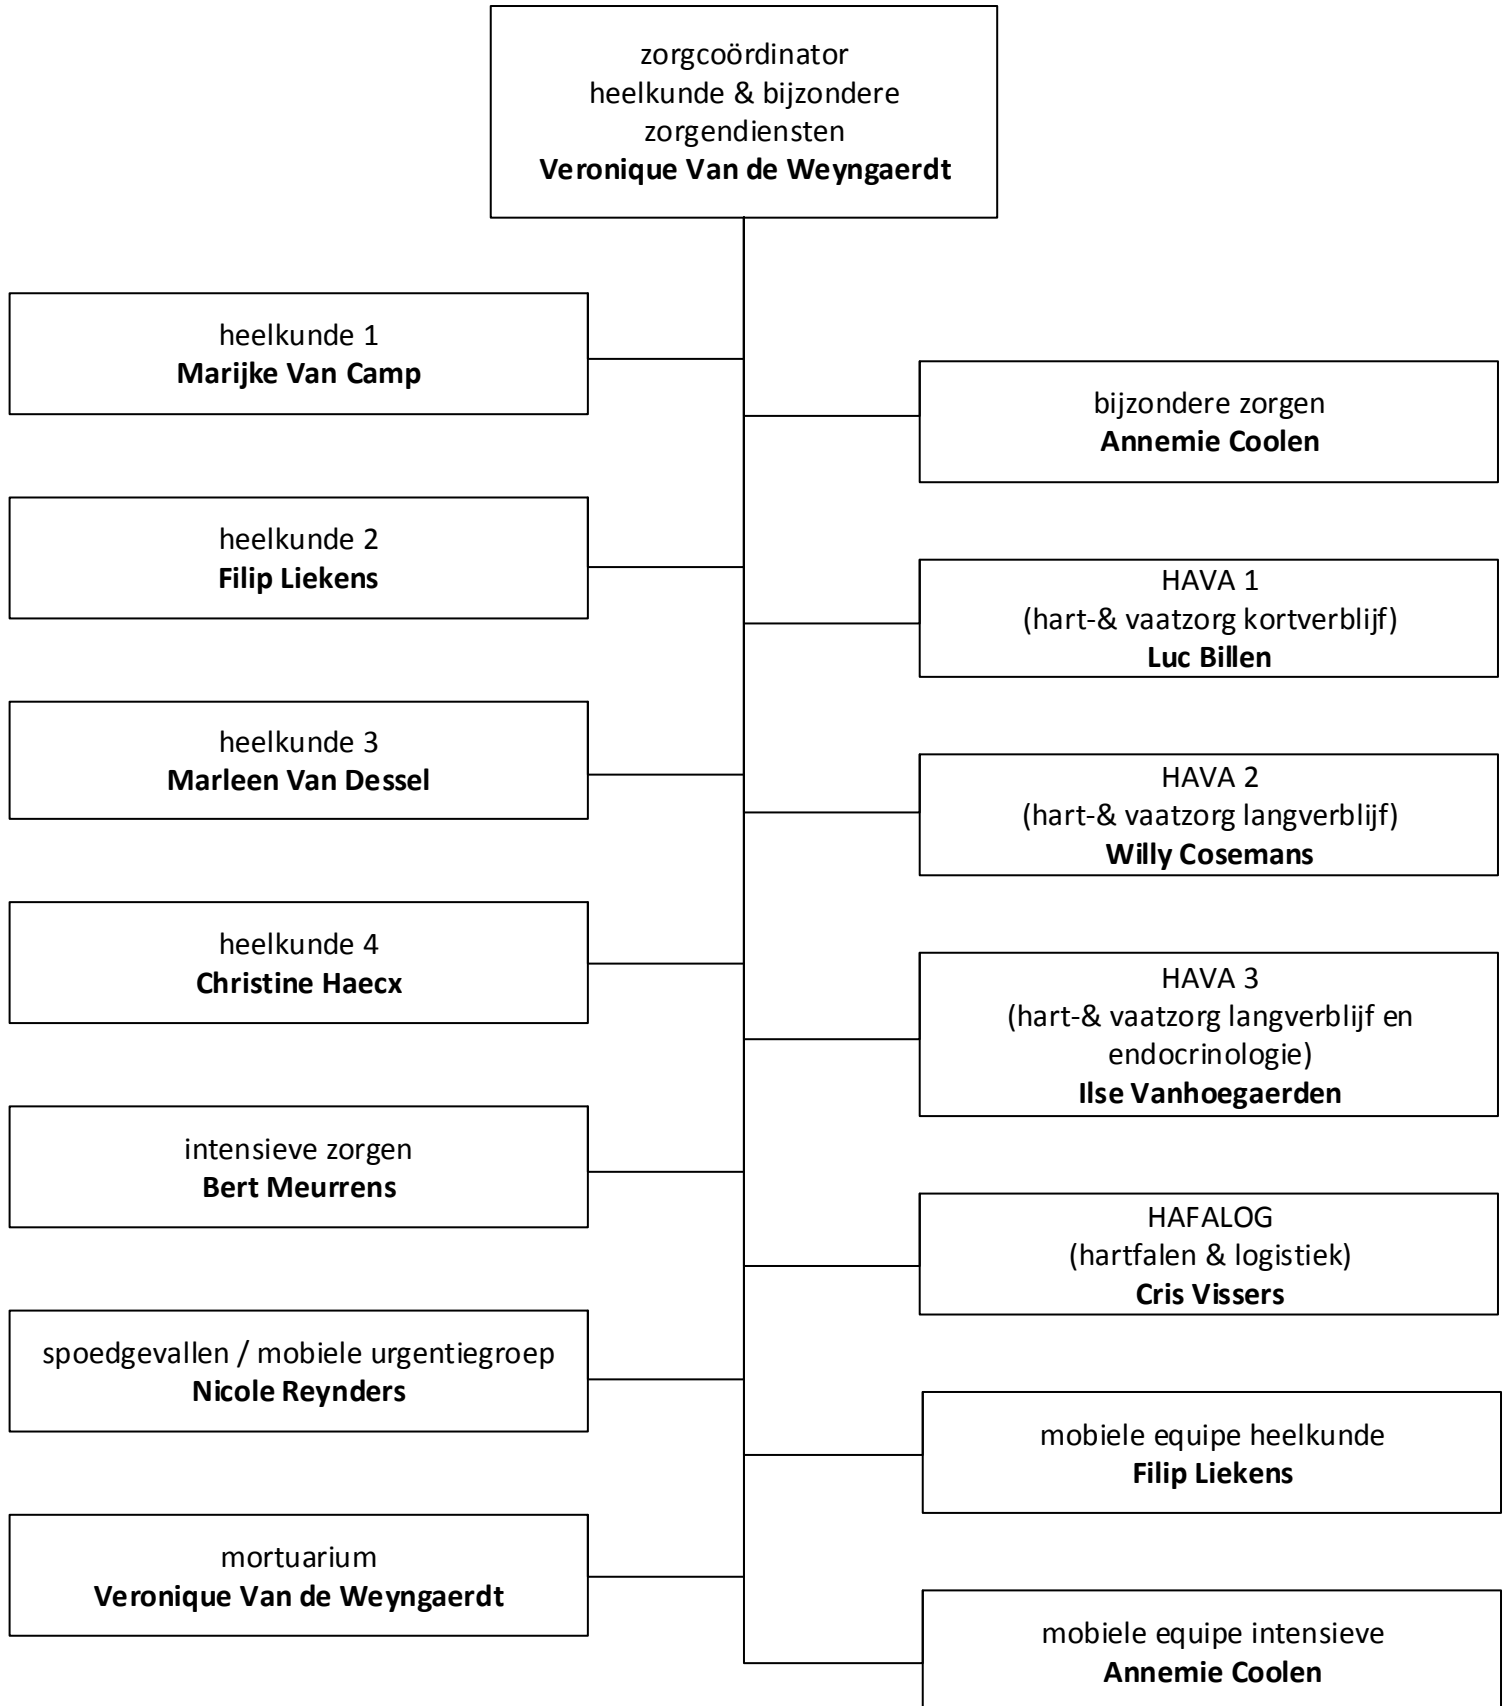 zorgcoördinator
heelkunde & bijzondere
zorgendiensten
Veronique Van de Weyngaerdt
heelkunde 1
Marijke Van Camp
heelkunde 2
Filip Liekens
heelkunde 3
Marleen Van Dessel
heelkunde 4
Christine Haecx
intensieve zorgen
Bert Meurrens
spoedgevallen / mobiele urgentiegroep
Nicole Reynders
mortuarium
Veronique Van de Weyngaerdt
bijzondere zorgen
Annemie Coolen
HAVA 1
(hart-& vaatzorg kortverblijf)
Luc Billen
HAVA 2
(hart-& vaatzorg langverblijf)
Willy Cosemans
HAVA 3
(hart-& vaatzorg langverblijf en
endocrinologie)
Ilse Vanhoegaerden
HAFALOG
(hartfalen & logistiek)
Cris Vissers
mobiele equipe heelkunde
Filip Liekens
mobiele equipe intensieve
Annemie Coolen